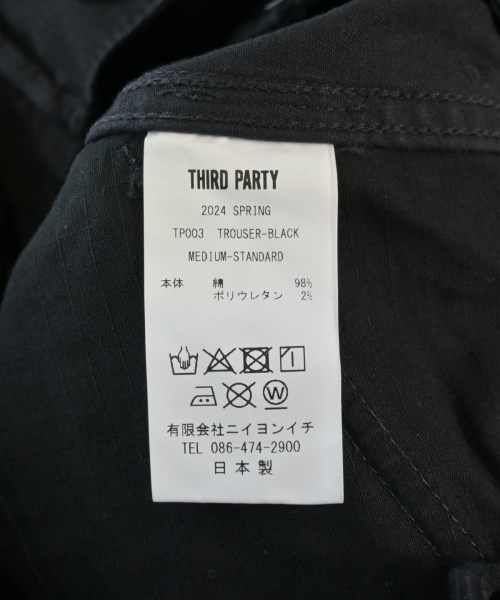 THIRD PARTY
2024 SPRING
TP003 TROUSER-BLACK
MEDIUM-STANDARD
本体 綿 98%
ポリウレタン 2%
W
有限会社ニイヨンイチ
TEL 086-474-2900
日本製